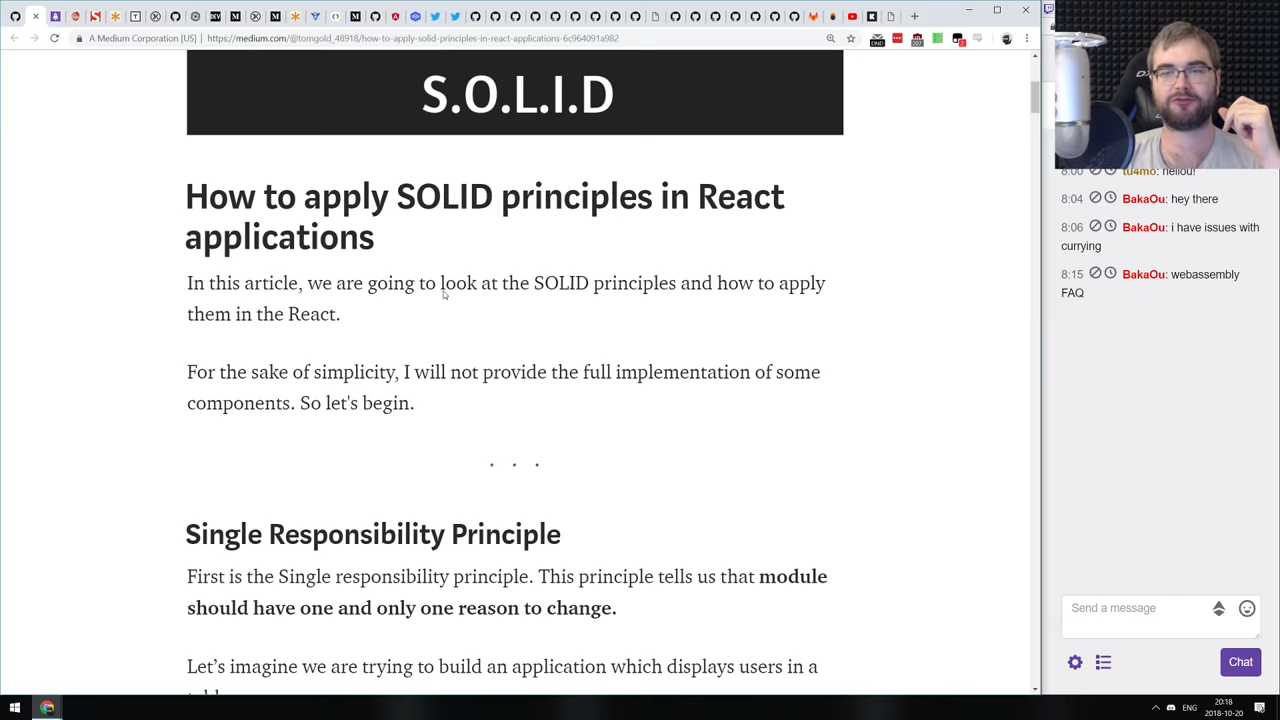 A Medium Corporation [US]
https://medium.com/@tomgold_48918/how-to-apply-solid-principles-in-react-applications-6c964091a982
DND
207
2
S.O.L.I.D
How to apply SOLID principles in React
applications
In this article, we are going to look at the SOLID principles and how to apply
them in the React.
For the sake of simplicity, I will not provide the full implementation of some
components. So let's begin.
. . .
Single Responsibility Principle
First is the Single responsibility principle. This principle tells us that module
should have one and only one reason to change.
Let’s imagine we are trying to build an application which displays users in a
8:00 tu4mo: hellou!
8:04 BakaOu: hey there
8:06 BakaOu: i have issues with
currying
8:15 BakaOu: webassembly
FAQ
Send a message
Chat
ENG
20:18
2018-10-20